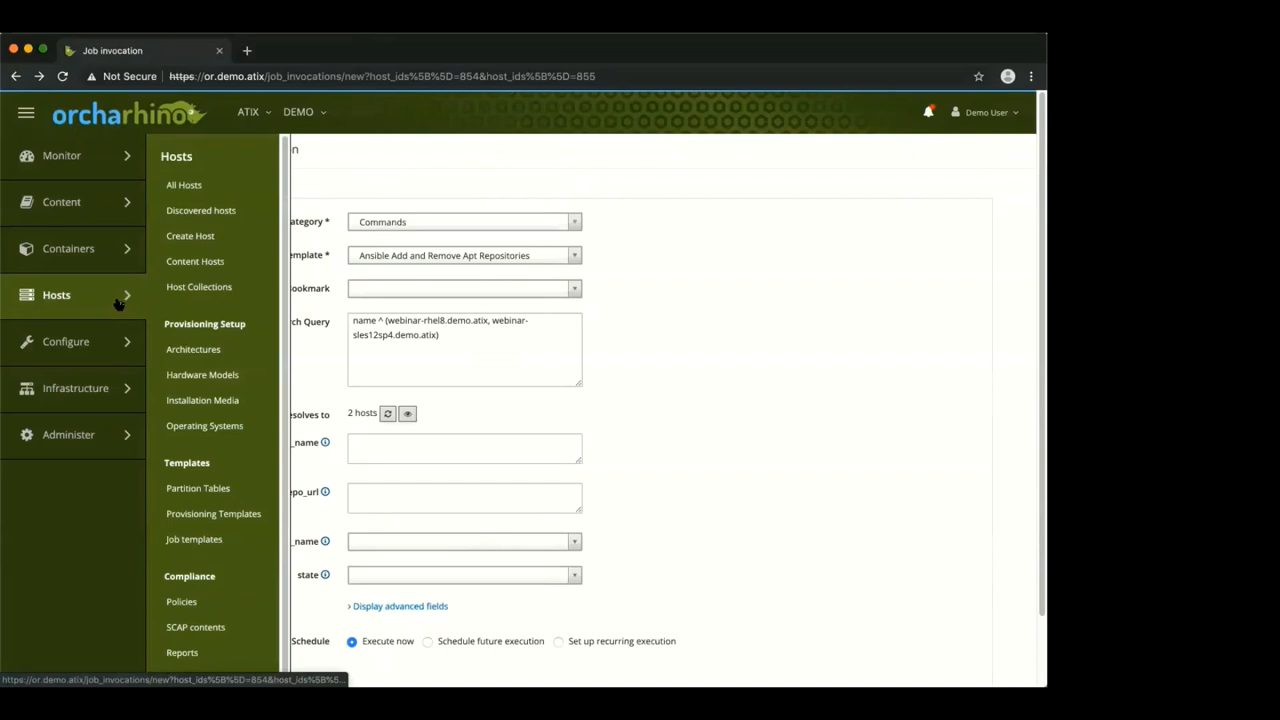 Job invocation
Not Secure https://or.demo.atix/job_invocations/new?host_ids%5B%5D=854&host_ids%5B%5D=855
orcharhino ATIX DEMO Demo User
Monitor
Content
Containers
Hosts
Configure
Infrastructure
Administer
Hosts
All Hosts
Discovered hosts
Create Host
Content Hosts
Host Collections
Provisioning Setup
Architectures
Hardware Models
Installation Media
Operating Systems
Templates
Partition Tables
Provisioning Templates
Job templates
Compliance
Policies
SCAP contents
Reports
n
ategory * Commands
emplate * Ansible Add and Remove Apt Repositories
ookmark
rch Query name ^ (webinar-rhel8.demo.atix, webinar-
sles12sp4.demo.atix)
esolves to 2 hosts
_name
epo_url
_name
state
Display advanced fields
Schedule Execute now Schedule future execution Set up recurring execution
https://or.demo.atix/job_invocations/new?host_ids%5B%5D=854&host_ids%5B%5...